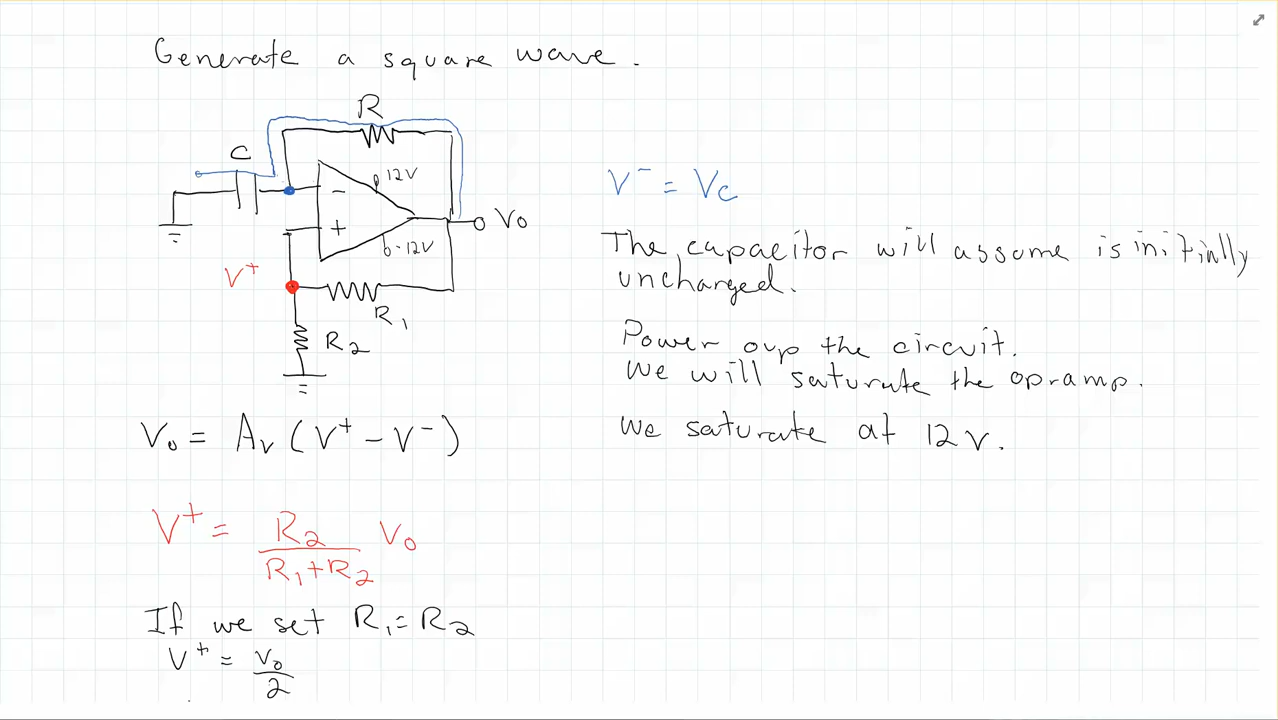 Generate a square wave.
R
C
12V
-
+
Vo
-12V
V⁺
R₁
R₂
Vo = Av (V⁺ - V⁻)
V⁺ = R₂ / (R₁+R₂) Vo
If we set R₁=R₂
V⁺ = Vo / 2
V⁻ = Vc
The capacitor will assume is initially
uncharged.
Power up the circuit.
We will saturate the op-amp.
We saturate at 12V.